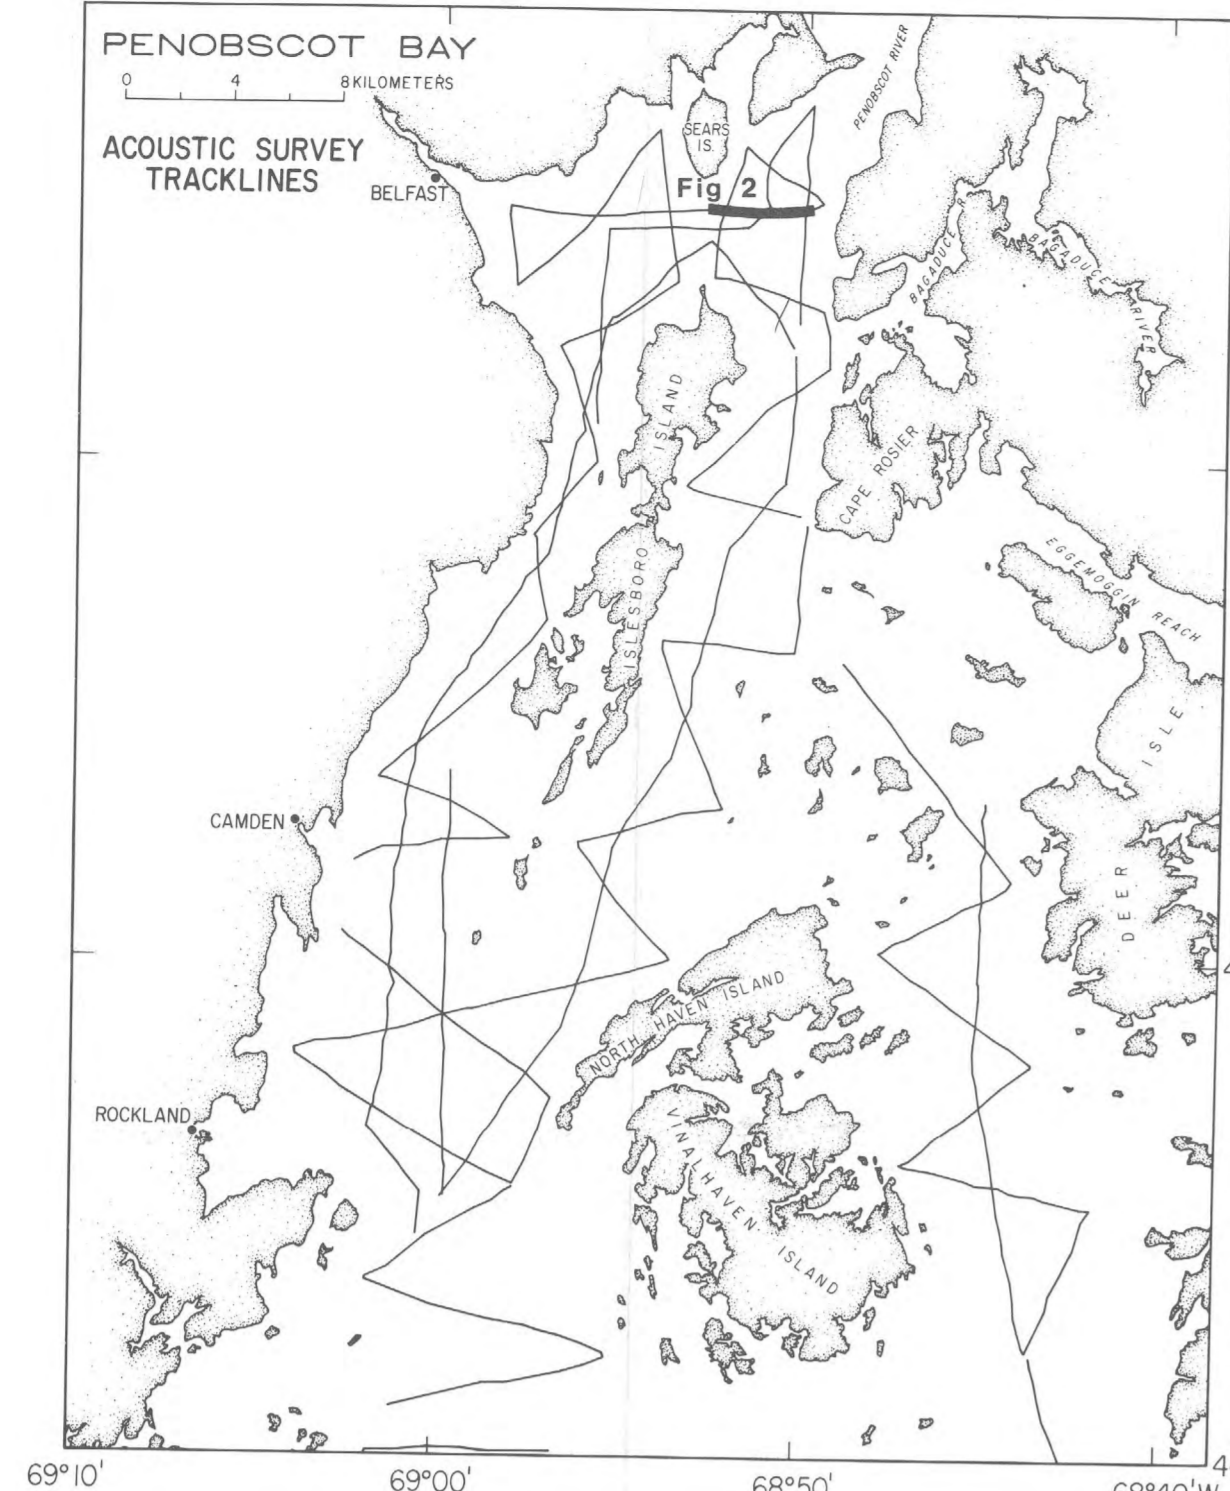 PENOBSCOT BAY
0 4 8 KILOMETERS
ACOUSTIC SURVEY
TRACKLINES
BELFAST
SEARS
IS.
Fig 2
PENOBSCOT RIVER
BAGADUCE R.
BAGADUCE RIVER
ISLESBORO ISLAND
CAPE ROSIER
EGGEMOGGIN REACH
DEER ISLE
CAMDEN
NORTH HAVEN ISLAND
ROCKLAND
VINALHAVEN ISLAND
69°10'
69°00'
68°50'
68°40'W